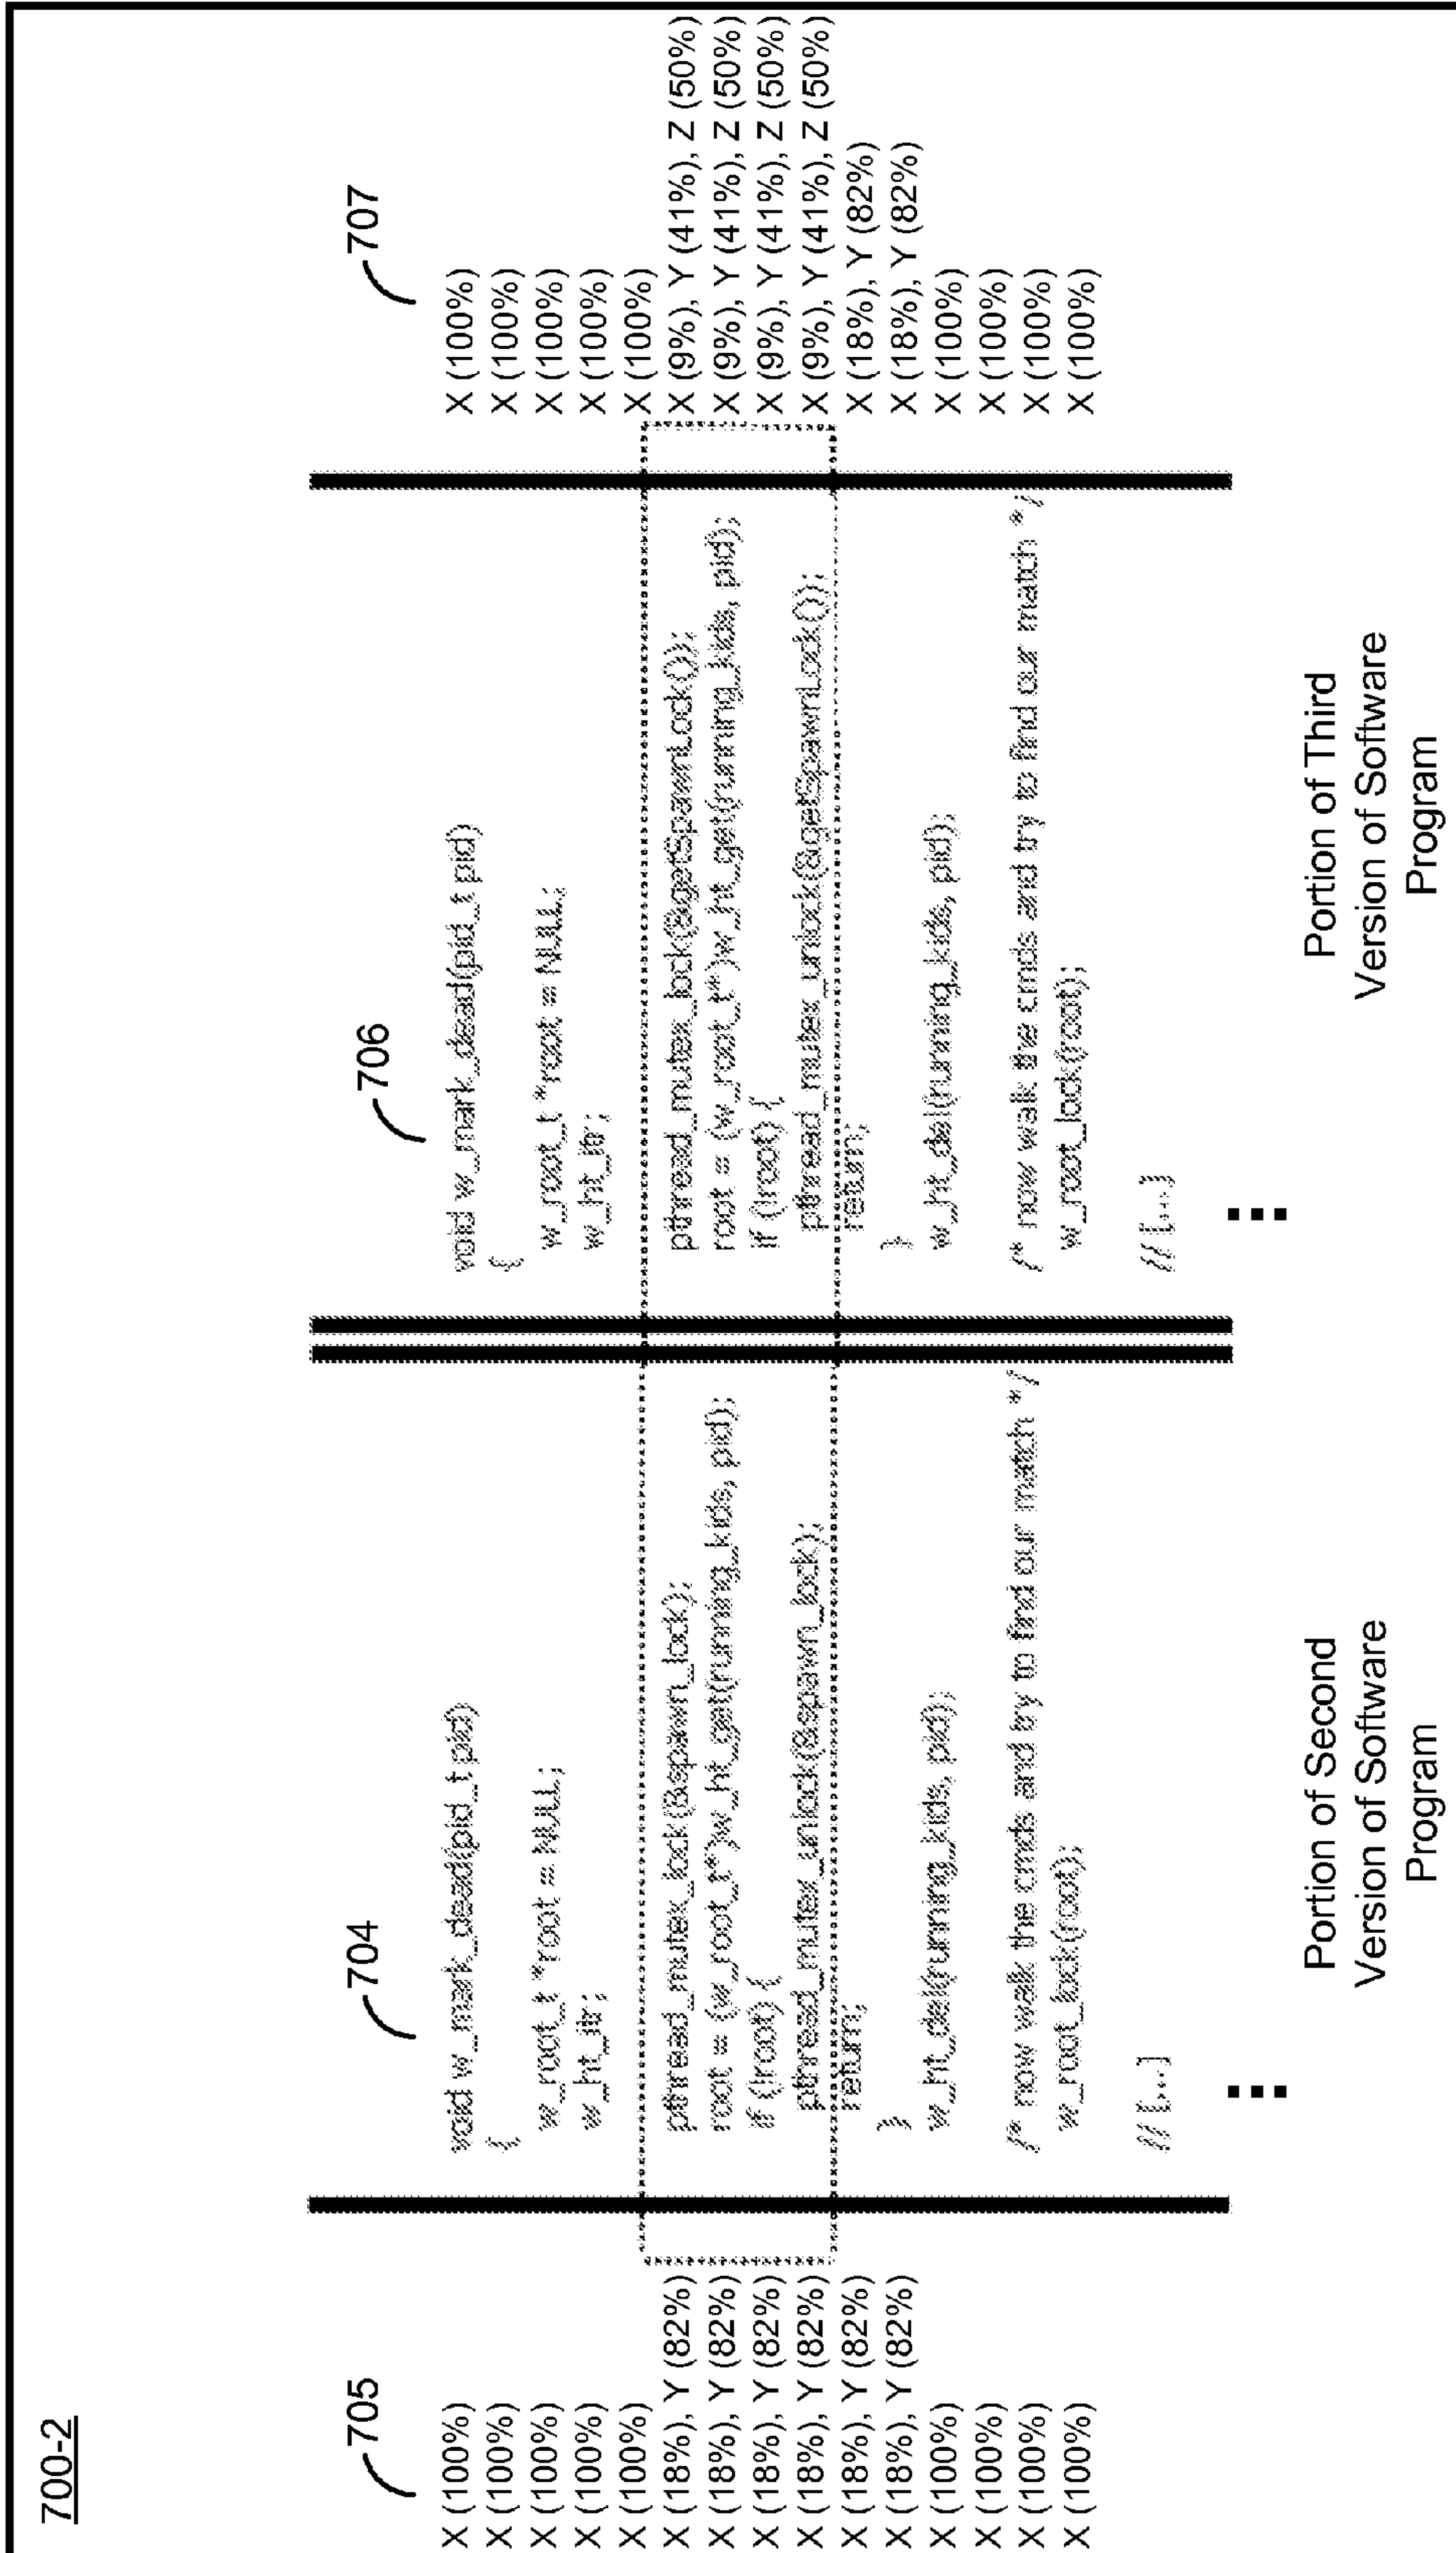 700-2
705
X (100%)
X (100%)
X (100%)
X (100%)
X (100%)
X (18%), Y (82%)
X (18%), Y (82%)
X (18%), Y (82%)
X (18%), Y (82%)
X (18%), Y (82%)
X (18%), Y (82%)
X (100%)
X (100%)
X (100%)
X (100%)
704
void w_mark_dead(pid_t pid)
{
w_root_t *root = NULL;
w_ht_itr;
pthread_mutex_lock(&spawn_lock);
root = (w_root_t*)w_ht_get(running_kids, pid);
if (!root) {
pthread_mutex_unlock(&spawn_lock);
return;
}
w_ht_del(running_kids, pid);
/* now walk the cmds and try to find our match */
w_root_lock(root);
// [...]
Portion of Second
Version of Software
Program
706
void w_mark_dead(pid_t pid)
{
w_root_t *root = NULL;
w_ht_itr;
pthread_mutex_lock(&getSpawnLock());
root = (w_root_t*)w_ht_get(running_kids, pid);
if (!root) {
pthread_mutex_unlock(&getSpawnLock());
return;
}
w_ht_del(running_kids, pid);
/* now walk the cmds and try to find our match */
w_root_lock(root);
// [...]
Portion of Third
Version of Software
Program
707
X (100%)
X (100%)
X (100%)
X (100%)
X (100%)
X (9%), Y (41%), Z (50%)
X (9%), Y (41%), Z (50%)
X (9%), Y (41%), Z (50%)
X (9%), Y (41%), Z (50%)
X (18%), Y (82%)
X (18%), Y (82%)
X (100%)
X (100%)
X (100%)
X (100%)